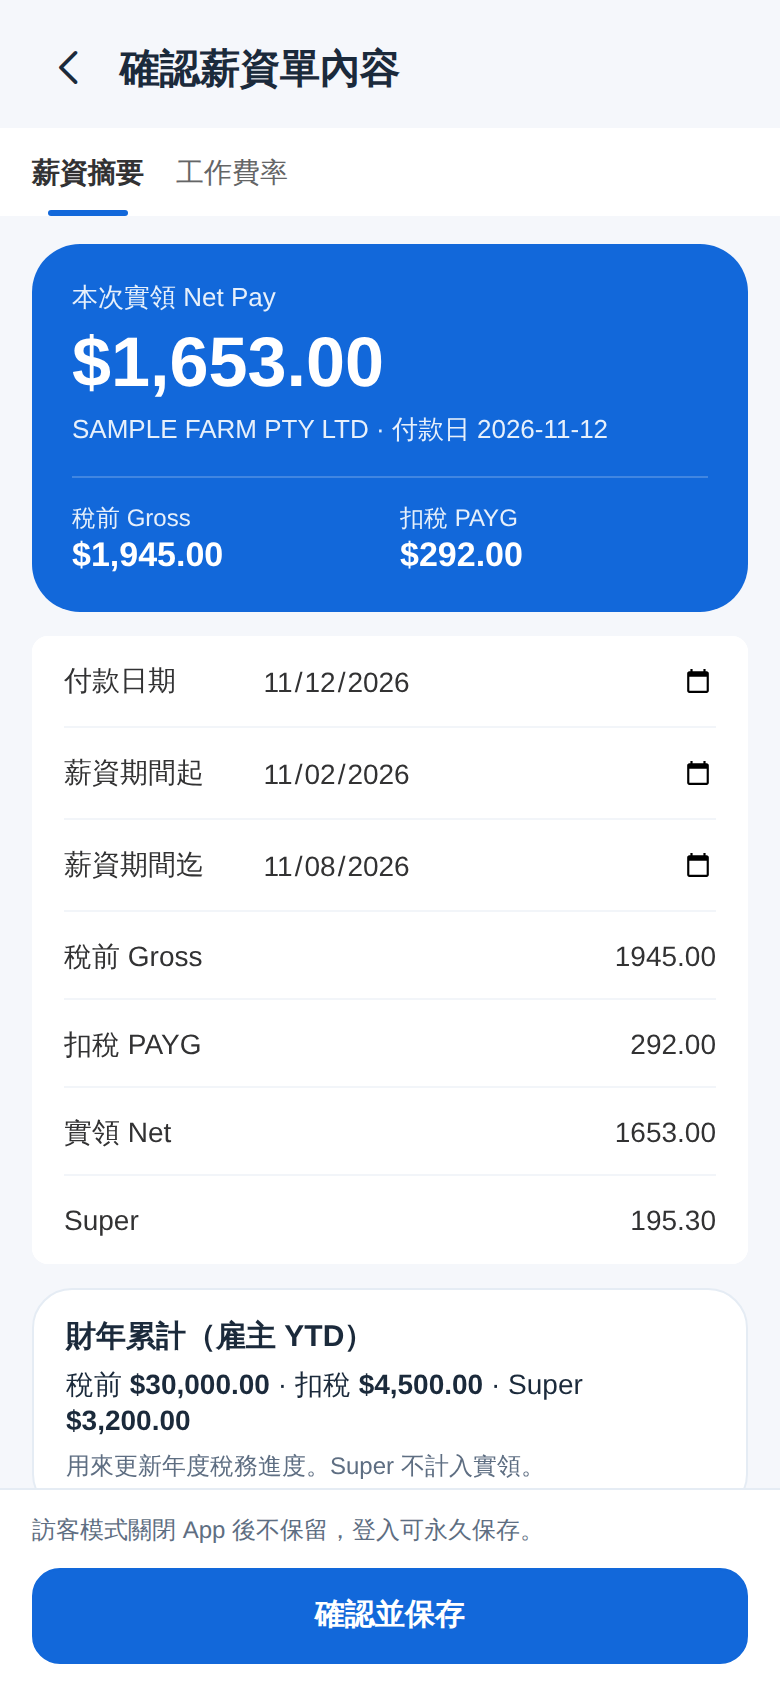 確認薪資單內容
薪資摘要 工作費率
本次實領 Net Pay
$1,653.00
SAMPLE FARM PTY LTD · 付款日 2026-11-12
稅前 Gross 扣稅 PAYG
$1,945.00 $292.00
付款日期 11/12/2026
薪資期間起 11/02/2026
薪資期間迄 11/08/2026
稅前 Gross 1945.00
扣稅 PAYG 292.00
實領 Net 1653.00
Super 195.30
財年累計（雇主 YTD）
稅前 $30,000.00 · 扣稅 $4,500.00 · Super
$3,200.00
用來更新年度稅務進度。Super 不計入實領。
訪客模式關閉 App 後不保留，登入可永久保存。
確認並保存